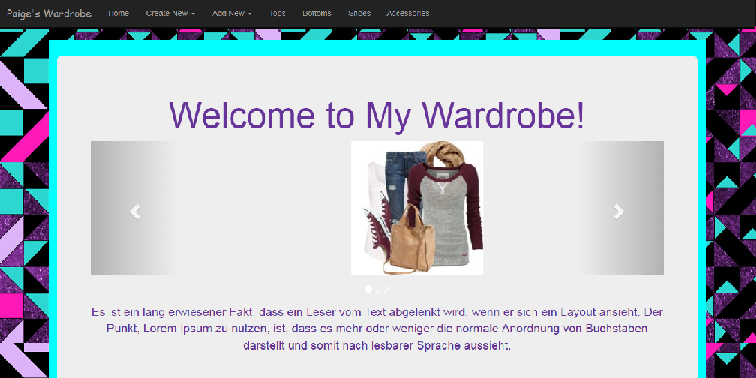 Paige's Wardrobe Home Create New Add New Tops Bottoms Shoes Accessories
Welcome to My Wardrobe!
Es ist ein lang erwiesener Fakt, dass ein Leser vom Text abgelenkt wird, wenn er sich ein Layout ansieht. Der
Punkt, Lorem Ipsum zu nutzen, ist, dass es mehr oder weniger die normale Anordnung von Buchstaben
darstellt und somit nach lesbarer Sprache aussieht.